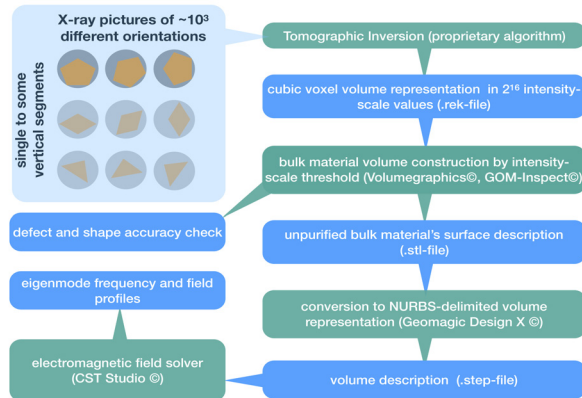 X-ray pictures of ~10³
different orientations
single to some
vertical segments
Tomographic Inversion (proprietary algorithm)
cubic voxel volume representation in 2¹⁶ intensity-
scale values (.rek-file)
bulk material volume construction by intensity-
scale threshold (Volumegraphics©, GOM-Inspect©)
defect and shape accuracy check
unpurified bulk material's surface description
(.stl-file)
eigenmode frequency and field
profiles
conversion to NURBS-delimited volume
representation (Geomagic Design X ©)
electromagnetic field solver
(CST Studio ©)
volume description (.step-file)